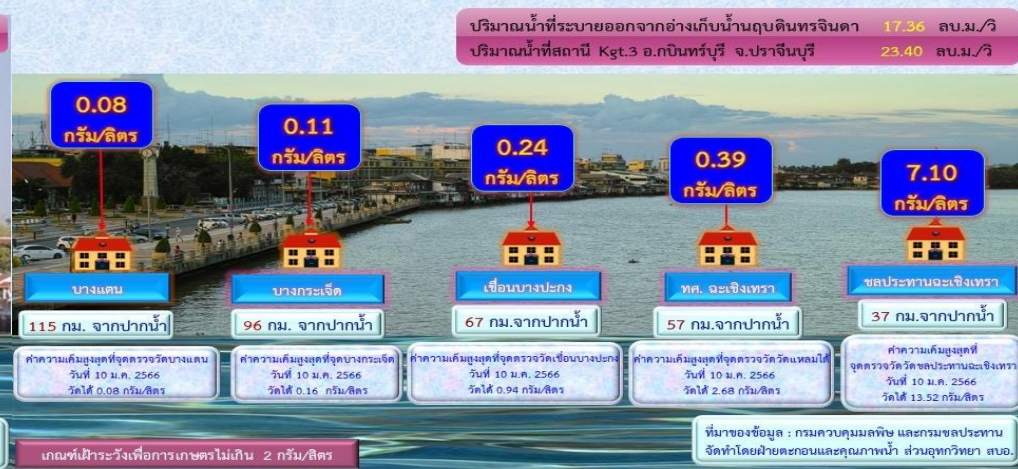 ปริมาณน้ำที่ระบายออกจากอ่างเก็บน้ำนฤบดินทรจินดา 17.36 ลบ.ม./วิ
ปริมาณน้ำที่สถานี Kgt.3 อ.กบินทร์บุรี จ.ปราจีนบุรี 23.40 ลบ.ม./วิ
0.08
กรัม/ลิตร
0.11
กรัม/ลิตร
0.24
กรัม/ลิตร
0.39
กรัม/ลิตร
7.10
กรัม/ลิตร
บางแตน
บางกระเจ็ด
เขื่อนบางปะกง
ทศ. ฉะเชิงเทรา
ชลประทานฉะเชิงเทรา
115 กม. จากปากน้ำ
96 กม. จากปากน้ำ
67 กม.จากปากน้ำ
57 กม.จากปากน้ำ
37 กม.จากปากน้ำ
ค่าความเค็มสูงสุดที่จุดตรวจวัดบางแตน
วันที่ 10 ม.ค. 2566
วัดได้ 0.08 กรัม/ลิตร
ค่าความเค็มสูงสุดที่จุดบางกระเจ็ด
วันที่ 10 ม.ค. 2566
วัดได้ 0.16 กรัม/ลิตร
ค่าความเค็มสูงสุดที่จุดตรวจวัดเขื่อนบางปะกง
วันที่ 10 ม.ค. 2566
วัดได้ 0.94 กรัม/ลิตร
ค่าความเค็มสูงสุดที่จุดตรวจวัดวัดแหลมใต้
วันที่ 10 ม.ค. 2566
วัดได้ 2.68 กรัม/ลิตร
ค่าความเค็มสูงสุดที่
จุดตรวจวัดวัดชลประทานฉะเชิงเทรา
วันที่ 10 ม.ค. 2566
วัดได้ 13.52 กรัม/ลิตร
เกณฑ์เฝ้าระวังเพื่อการเกษตรไม่เกิน 2 กรัม/ลิตร
ที่มาของข้อมูล : กรมควบคุมมลพิษ และกรมชลประทาน
จัดทำโดยฝ่ายตะกอนและคุณภาพน้ำ ส่วนอุทกวิทยา สบอ.